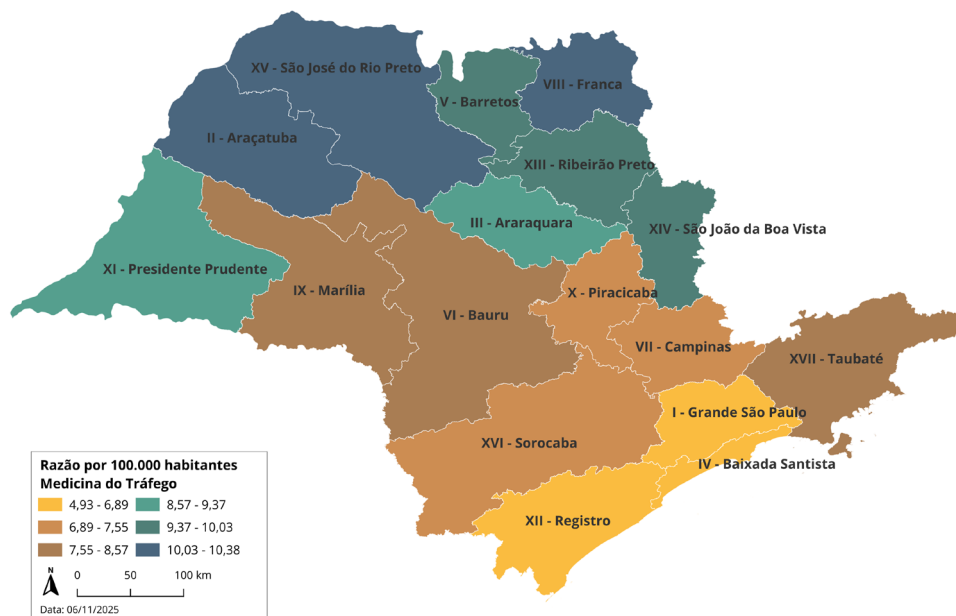 XV - São José do Rio Preto
VIII - Franca
V - Barretos
II - Araçatuba
XIII - Ribeirão Preto
III - Araraquara
XIV - São João da Boa Vista
XI - Presidente Prudente
IX - Marília
X - Piracicaba
VI - Bauru
VII - Campinas
XVII - Taubaté
I - Grande São Paulo
XVI - Sorocaba
IV - Baixada Santista
XII - Registro
Razão por 100.000 habitantes
Medicina do Tráfego
4,93 - 6,89 8,57 - 9,37
6,89 - 7,55 9,37 - 10,03
7,55 - 8,57 10,03 - 10,38
N
0 50 100 km
Data: 06/11/2025